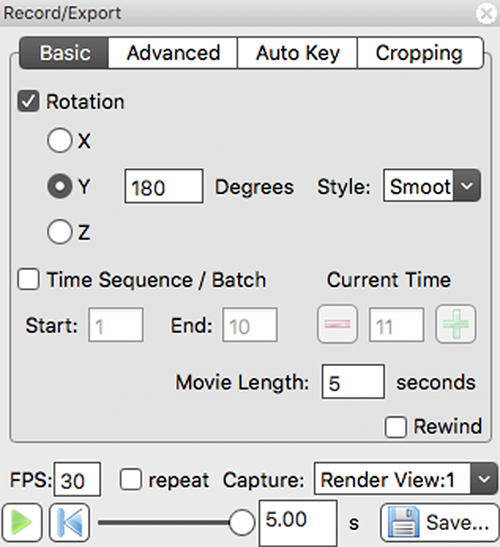 Record/Export
Basic Advanced Auto Key Cropping
Rotation
X
Y 180 Degrees Style: Smoot
Z
Time Sequence / Batch Current Time
Start: 1 End: 10 11
Movie Length: 5 seconds
Rewind
FPS: 30 repeat Capture: Render View:1
5.00 s Save...